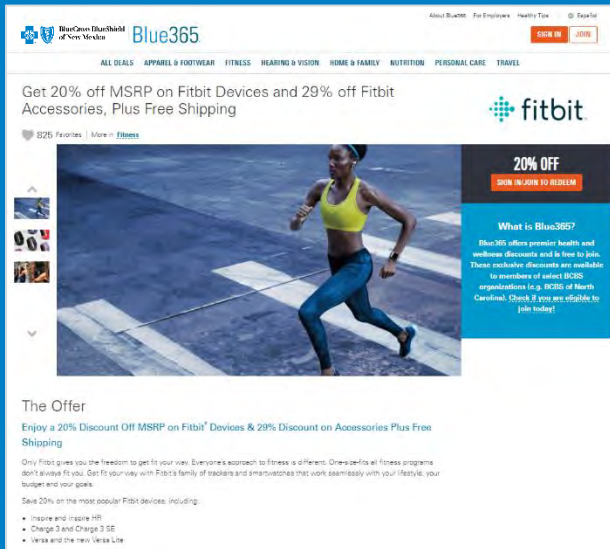 About Blue365 For Employers Healthy Tips Español
BlueCross BlueShield
of New Mexico
Blue365
SIGN IN JOIN
ALL DEALS APPAREL & FOOTWEAR FITNESS HEARING & VISION HOME & FAMILY NUTRITION PERSONAL CARE TRAVEL
Get 20% off MSRP on Fitbit Devices and 29% off Fitbit
Accessories, Plus Free Shipping
825 Favorites | More in Fitness
fitbit
20% OFF
SIGN IN/JOIN TO REDEEM
What is Blue365?
Blue365 offers premier health and
wellness discounts and is free to join.
These exclusive discounts are available
to members of select BCBS
organizations (e.g. BCBS of North
Carolina). Check if you are eligible to
join today!
The Offer
Enjoy a 20% Discount Off MSRP on Fitbit® Devices & 29% Discount on Accessories Plus Free
Shipping
Only Fitbit gives you the freedom to get fit your way. Everyone's approach to fitness is different. One-size-fits all fitness programs
don't always fit you. Get fit your way with Fitbit's family of trackers and smartwatches that work seamlessly with your lifestyle, your
budget and your goals.
Save 20% on the most popular Fitbit devices, including:
• Inspire and Inspire HR
• Charge 3 and Charge 3 SE
• Versa and the new Versa Lite